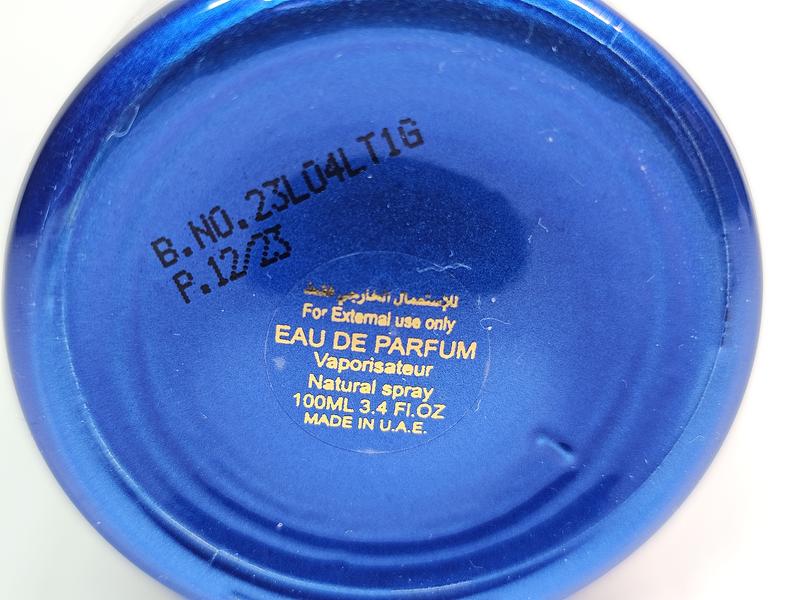 B.NO.23L04LT1G
P.12/23
للإستعمال الخارجي فقط
For External use only
EAU DE PARFUM
Vaporisateur
Natural spray
100ML 3.4 Fl.OZ
MADE IN U.A.E.